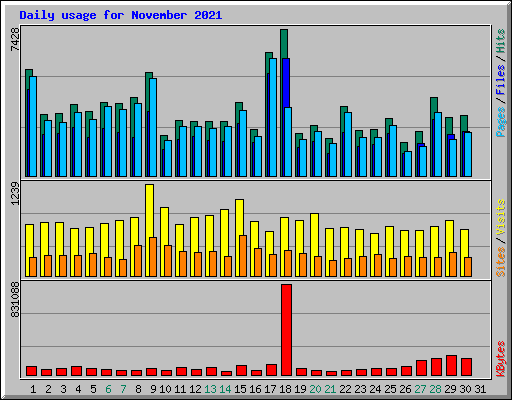 Daily usage for November 2021
7428
Pages / Files / Hits
1239
Sites / Visits
831088
KBytes
1 2 3 4 5 6 7 8 9 10 11 12 13 14 15 16 17 18 19 20 21 22 23 24 25 26 27 28 29 30 31